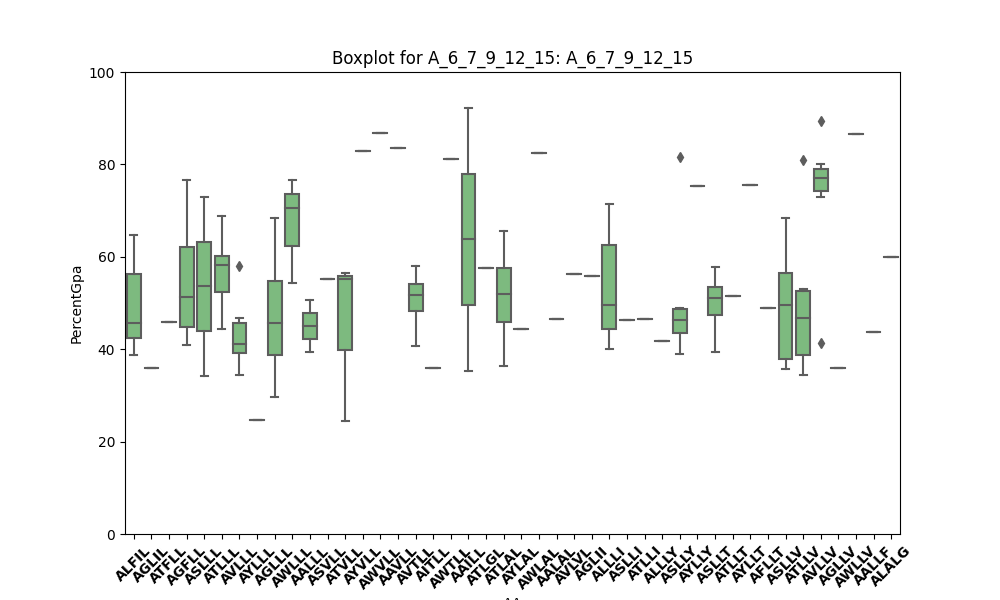 Boxplot for A_6_7_9_12_15: A_6_7_9_12_15
PercentGpa
100
80
60
40
20
0
ALFIL
AGLIL
ATFLL
AGFLL
ASLLL
ATLLL
AVLLL
AYLLL
AGLLL
AWLLL
AALLL
ASVLL
ATVLL
AYVLL
AWVLL
AAVLL
AVTLL
AITLL
AWTLL
AAILL
ATLGL
ATLAL
AYLAL
AWLAL
AALAL
AVLVL
AGLII
ALLLI
ASLLI
ATLLI
ALLLY
ASLLY
AYLLY
ASLLT
ATLLT
AYLLT
AFLLT
ASLLV
ATLLV
AVLLV
AGLLV
AWLLV
AALLF
ALALG